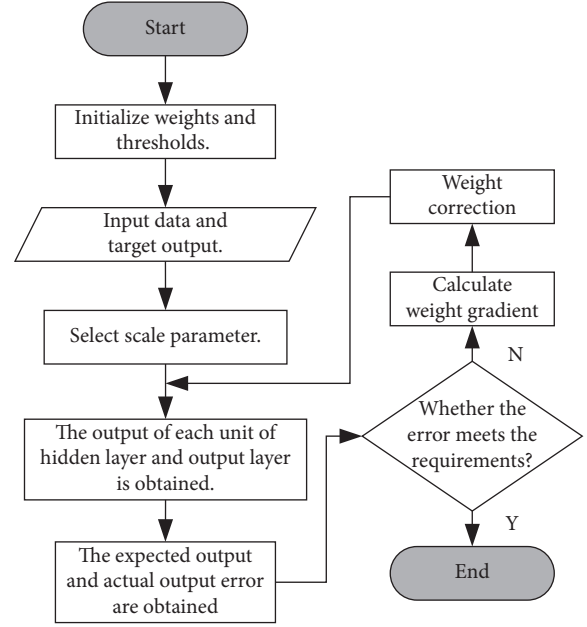 Start
Initialize weights and
thresholds.
Input data and
target output.
Select scale parameter.
The output of each unit of
hidden layer and output layer
is obtained.
The expected output
and actual output error
are obtained
Weight
correction
Calculate
weight gradient
N
Whether the
error meets the
requirements?
Y
End